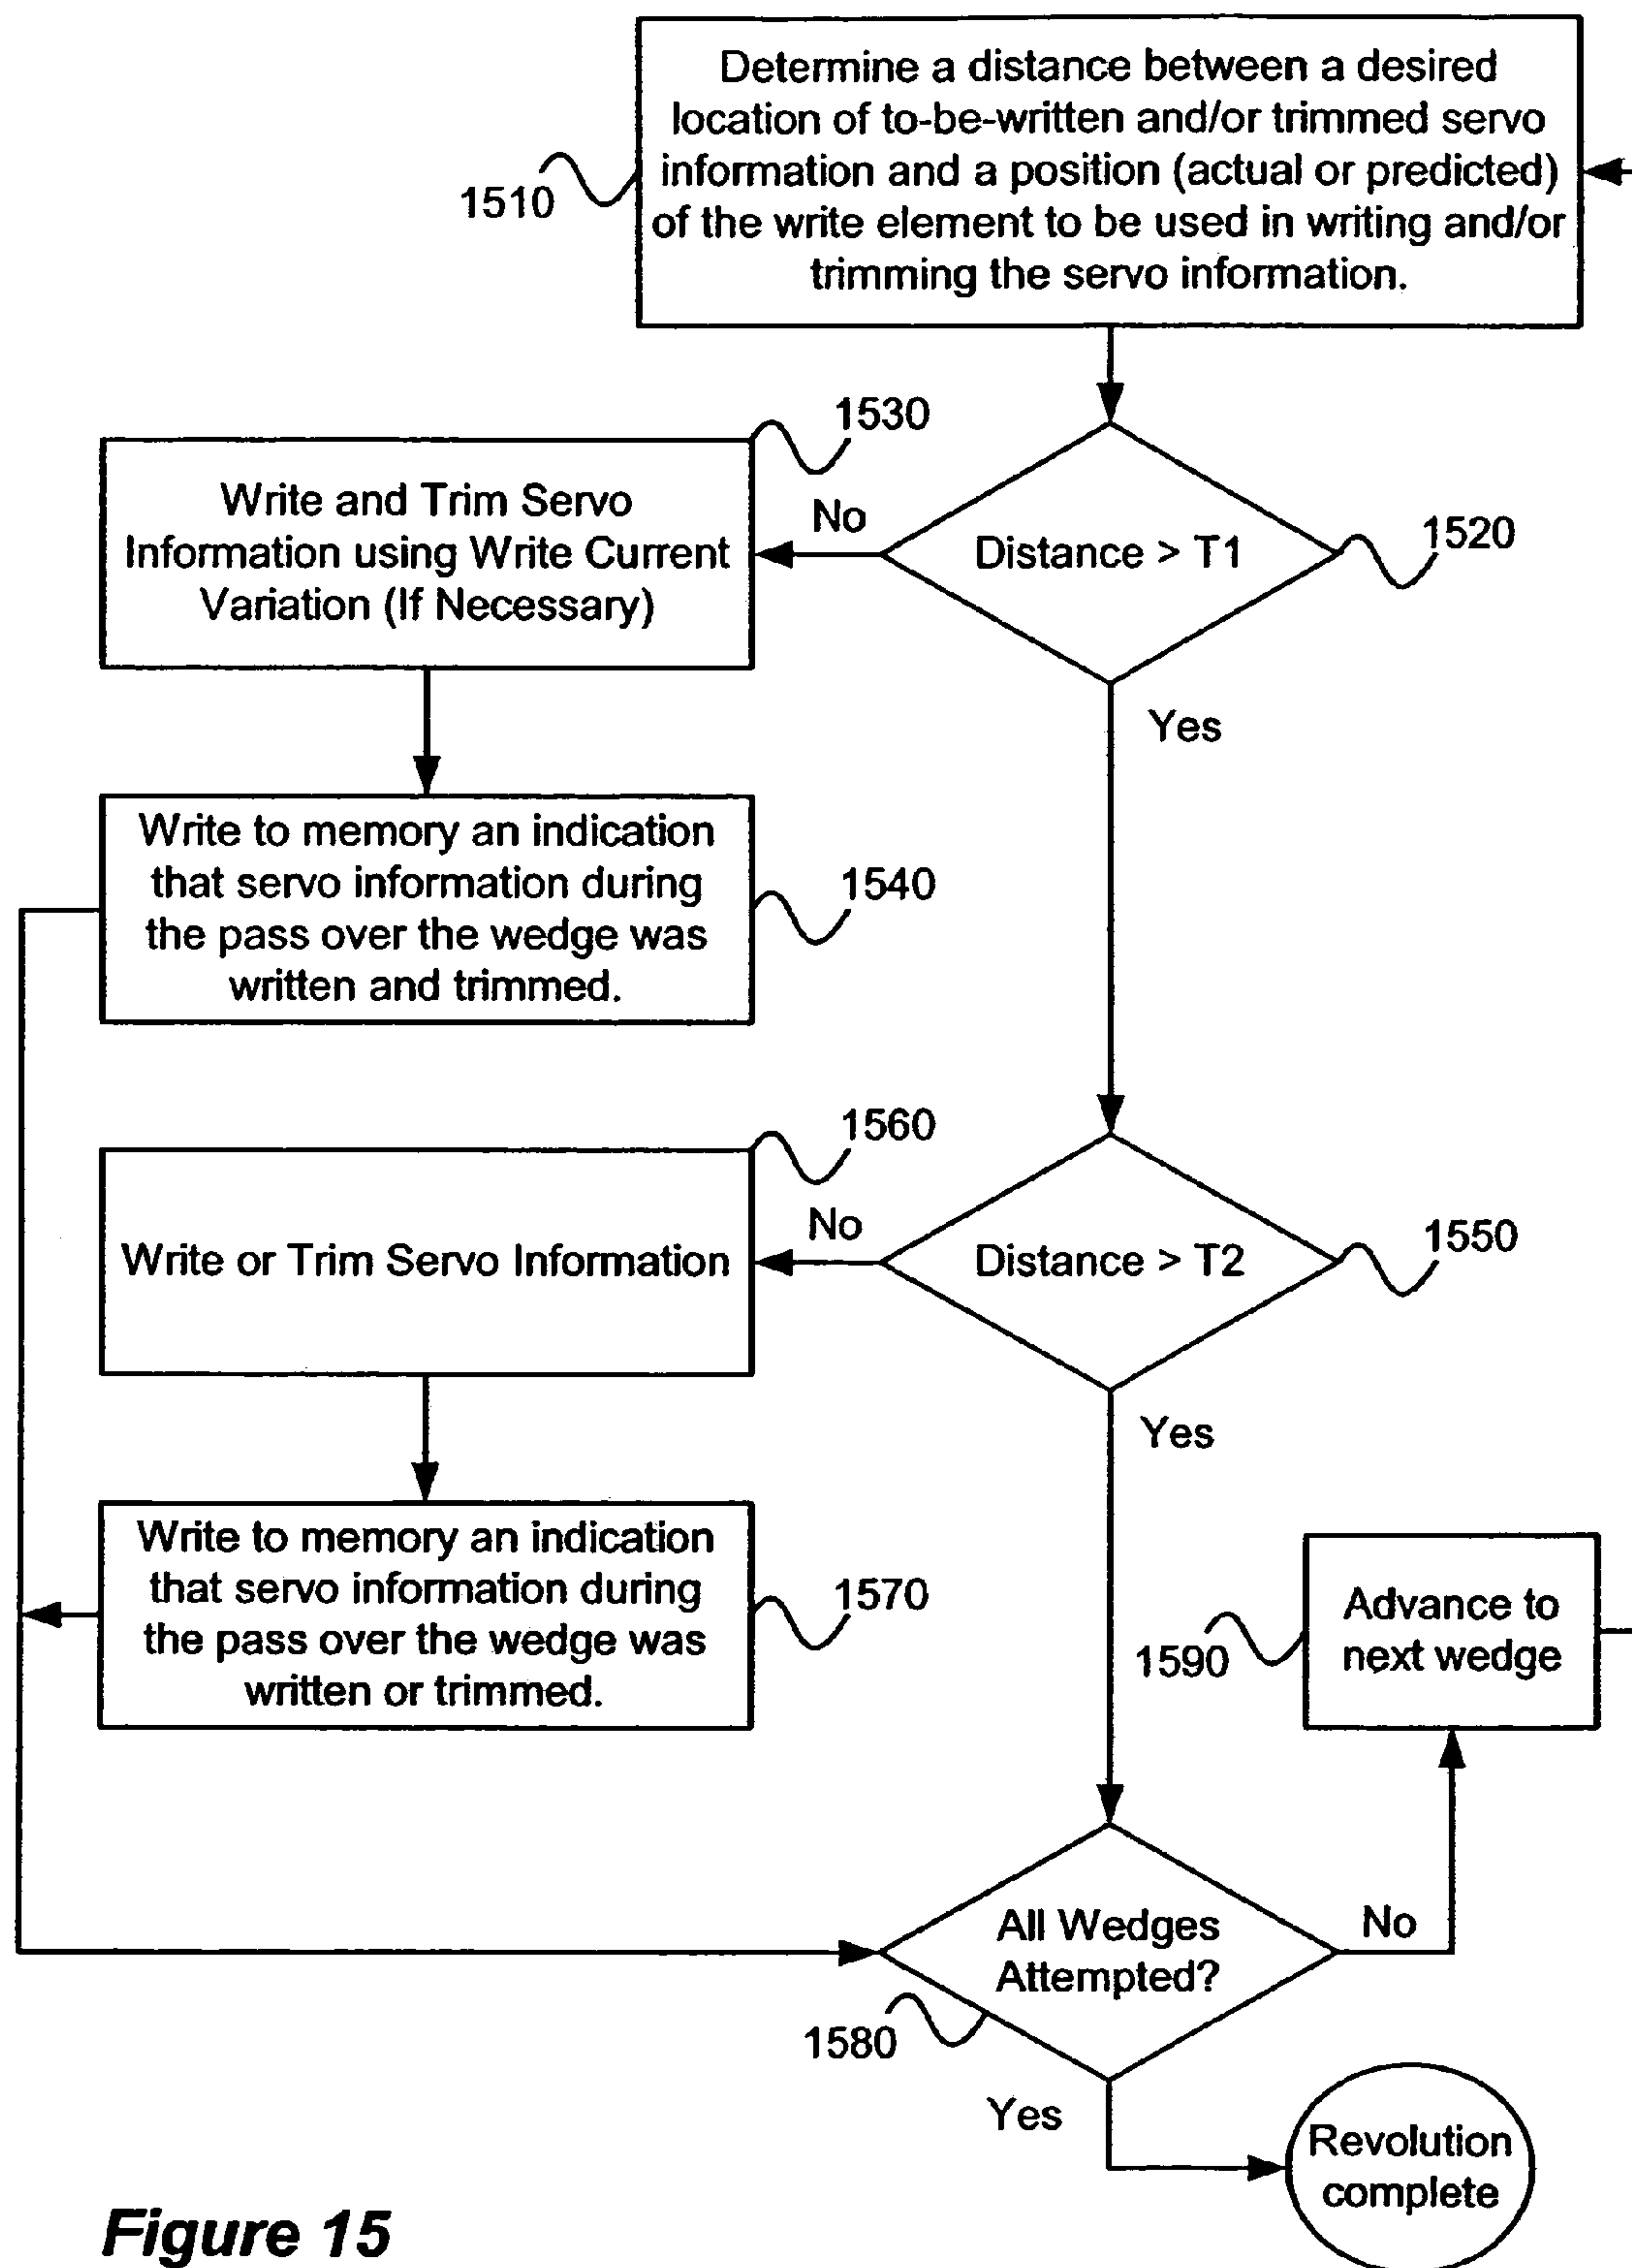 Determine a distance between a desired
location of to-be-written and/or trimmed servo
information and a position (actual or predicted)
of the write element to be used in writing and/or
trimming the servo information.
1510
1530
Write and Trim Servo
Information using Write Current
Variation (If Necessary)
No
Distance > T1
1520
Yes
Write to memory an indication
that servo information during
the pass over the wedge was
written and trimmed.
1540
1560
Write or Trim Servo Information
No
Distance > T2
1550
Yes
Write to memory an indication
that servo information during
the pass over the wedge was
written or trimmed.
1570
Advance to
next wedge
1590
All Wedges
Attempted?
No
1580
Yes
Revolution
complete
Figure 15